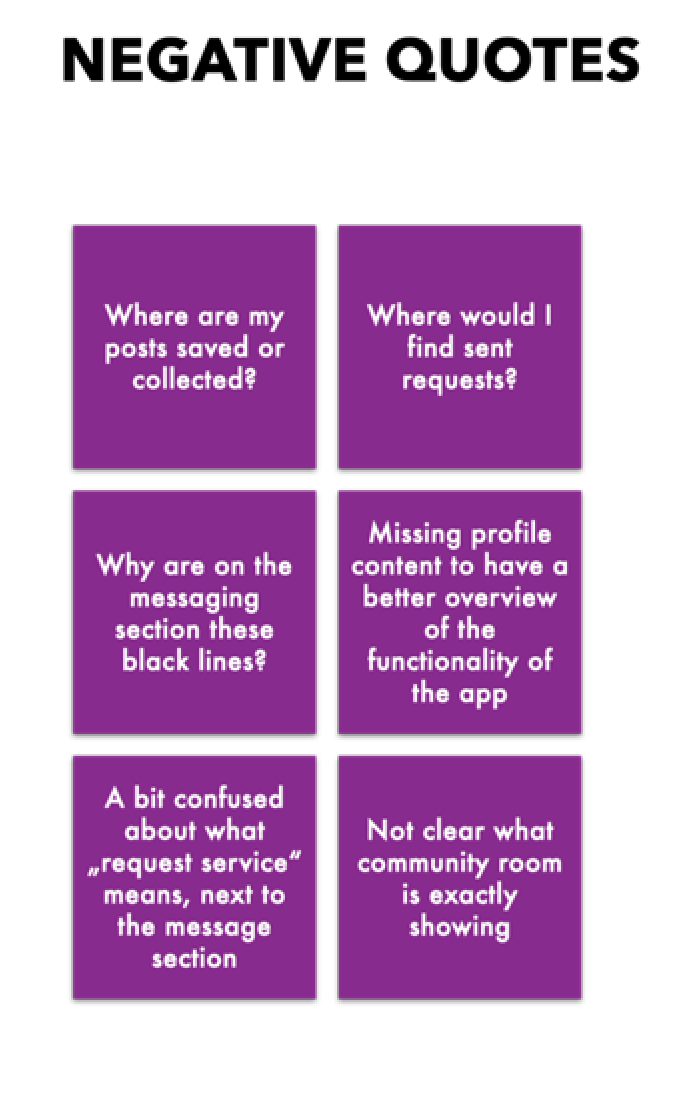 NEGATIVE QUOTES
Where are my
posts saved or
collected?
Where would I
find sent
requests?
Why are on the
messaging
section these
black lines?
Missing profile
content to have a
better overview
of the
functionality of
the app
A bit confused
about what
„request service“
means, next to
the message
section
Not clear what
community room
is exactly
showing